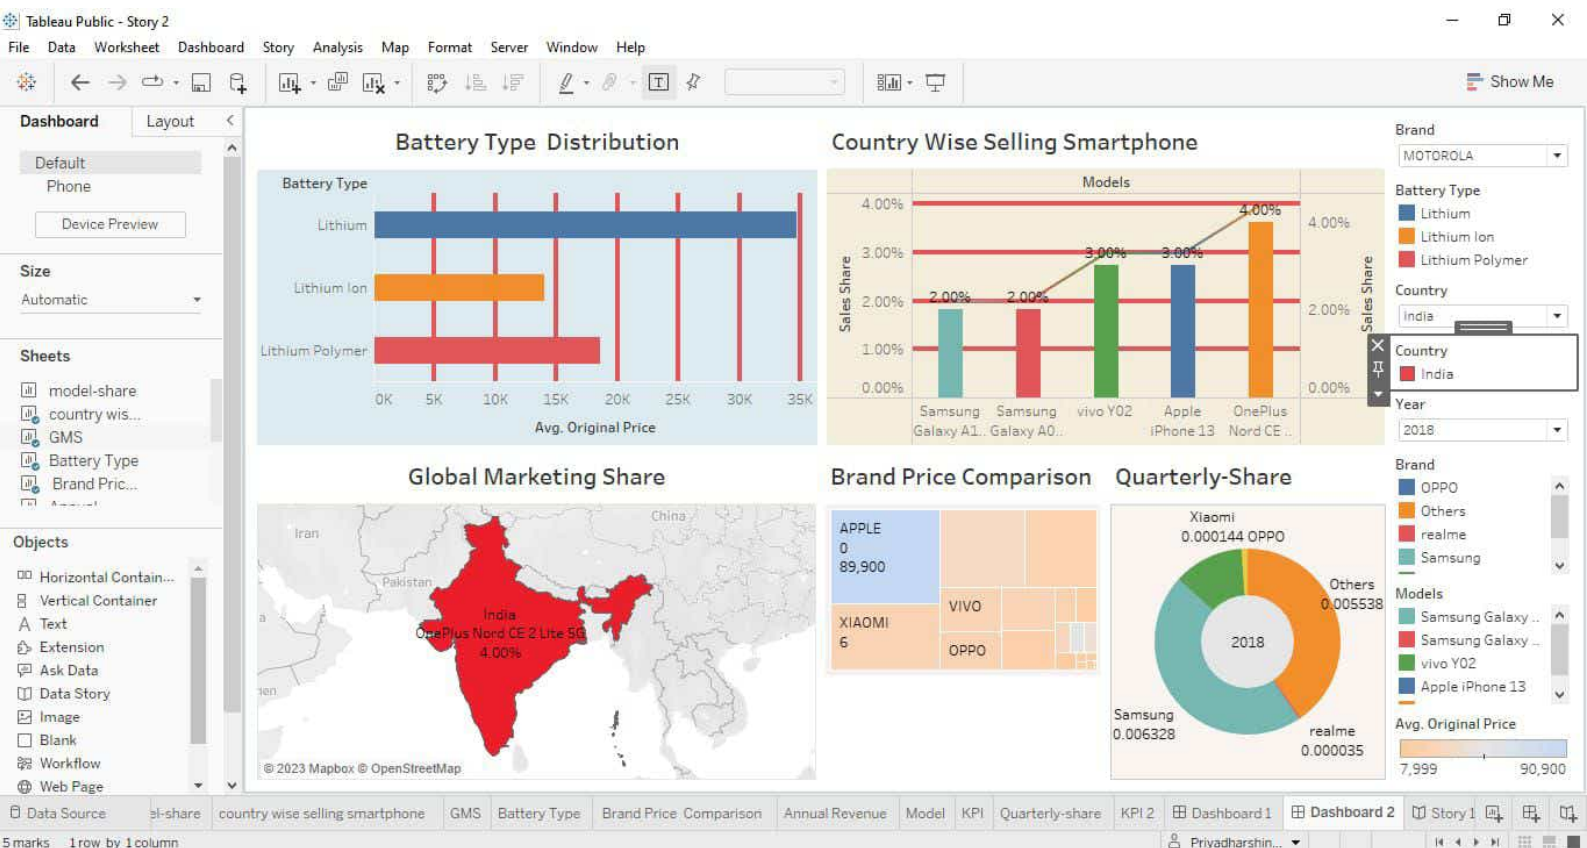 Tableau Public - Story 2
File Data Worksheet Dashboard Story Analysis Map Format Server Window Help
Show Me
Dashboard Layout
Default
Phone
Device Preview
Size
Automatic
Sheets
model-share
country wis...
GMS
Battery Type
Brand Pric...
Objects
Horizontal Contain...
Vertical Container
Text
Extension
Ask Data
Data Story
Image
Blank
Workflow
Web Page
Battery Type Distribution
Battery Type
Lithium
Lithium Ion
Lithium Polymer
0K 5K 10K 15K 20K 25K 30K 35K
Avg. Original Price
Country Wise Selling Smartphone
Models
4.00%
3.00%
2.00%
1.00%
0.00%
Sales Share
2.00% 2.00% 3.00% 3.00% 4.00%
4.00%
2.00%
0.00%
Sales Share
Samsung Samsung vivo Y02 Apple OnePlus
Galaxy A1.. Galaxy A0.. iPhone 13 Nord CE ..
Global Marketing Share
Iran
China
Pakistan
India
OnePlus Nord CE 2 Lite 5G
4.00%
© 2023 Mapbox © OpenStreetMap
Brand Price Comparison
APPLE
0
89,900
XIAOMI
6
VIVO
OPPO
Quarterly-Share
Xiaomi
0.000144 OPPO
Others
0.005538
2018
Samsung
0.006328
realme
0.000035
Brand
MOTOROLA
Battery Type
Lithium
Lithium Ion
Lithium Polymer
Country
India
Country
India
Year
2018
Brand
OPPO
Others
realme
Samsung
Models
Samsung Galaxy ..
Samsung Galaxy ..
vivo Y02
Apple iPhone 13
Avg. Original Price
7,999 90,900
Data Source el-share country wise selling smartphone GMS Battery Type Brand Price Comparison Annual Revenue Model KPI Quarterly-share KPI 2 Dashboard 1 Dashboard 2 Story 1
5 marks 1 row by 1 column
Priyadharshin...